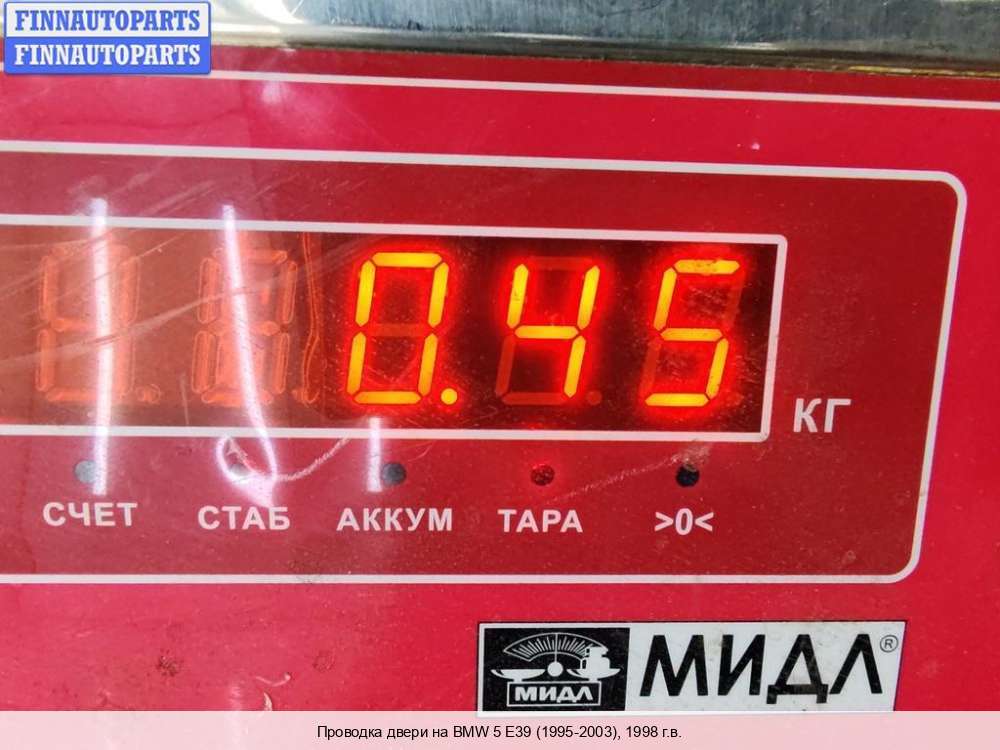 FINNAUTOPARTS
FINNAUTOPARTS
0.45
КГ
СЧЕТ СТАБ АККУМ ТАРА >0<
МИДЛ МИДЛ®
Проводка двери на BMW 5 E39 (1995-2003), 1998 г.в.